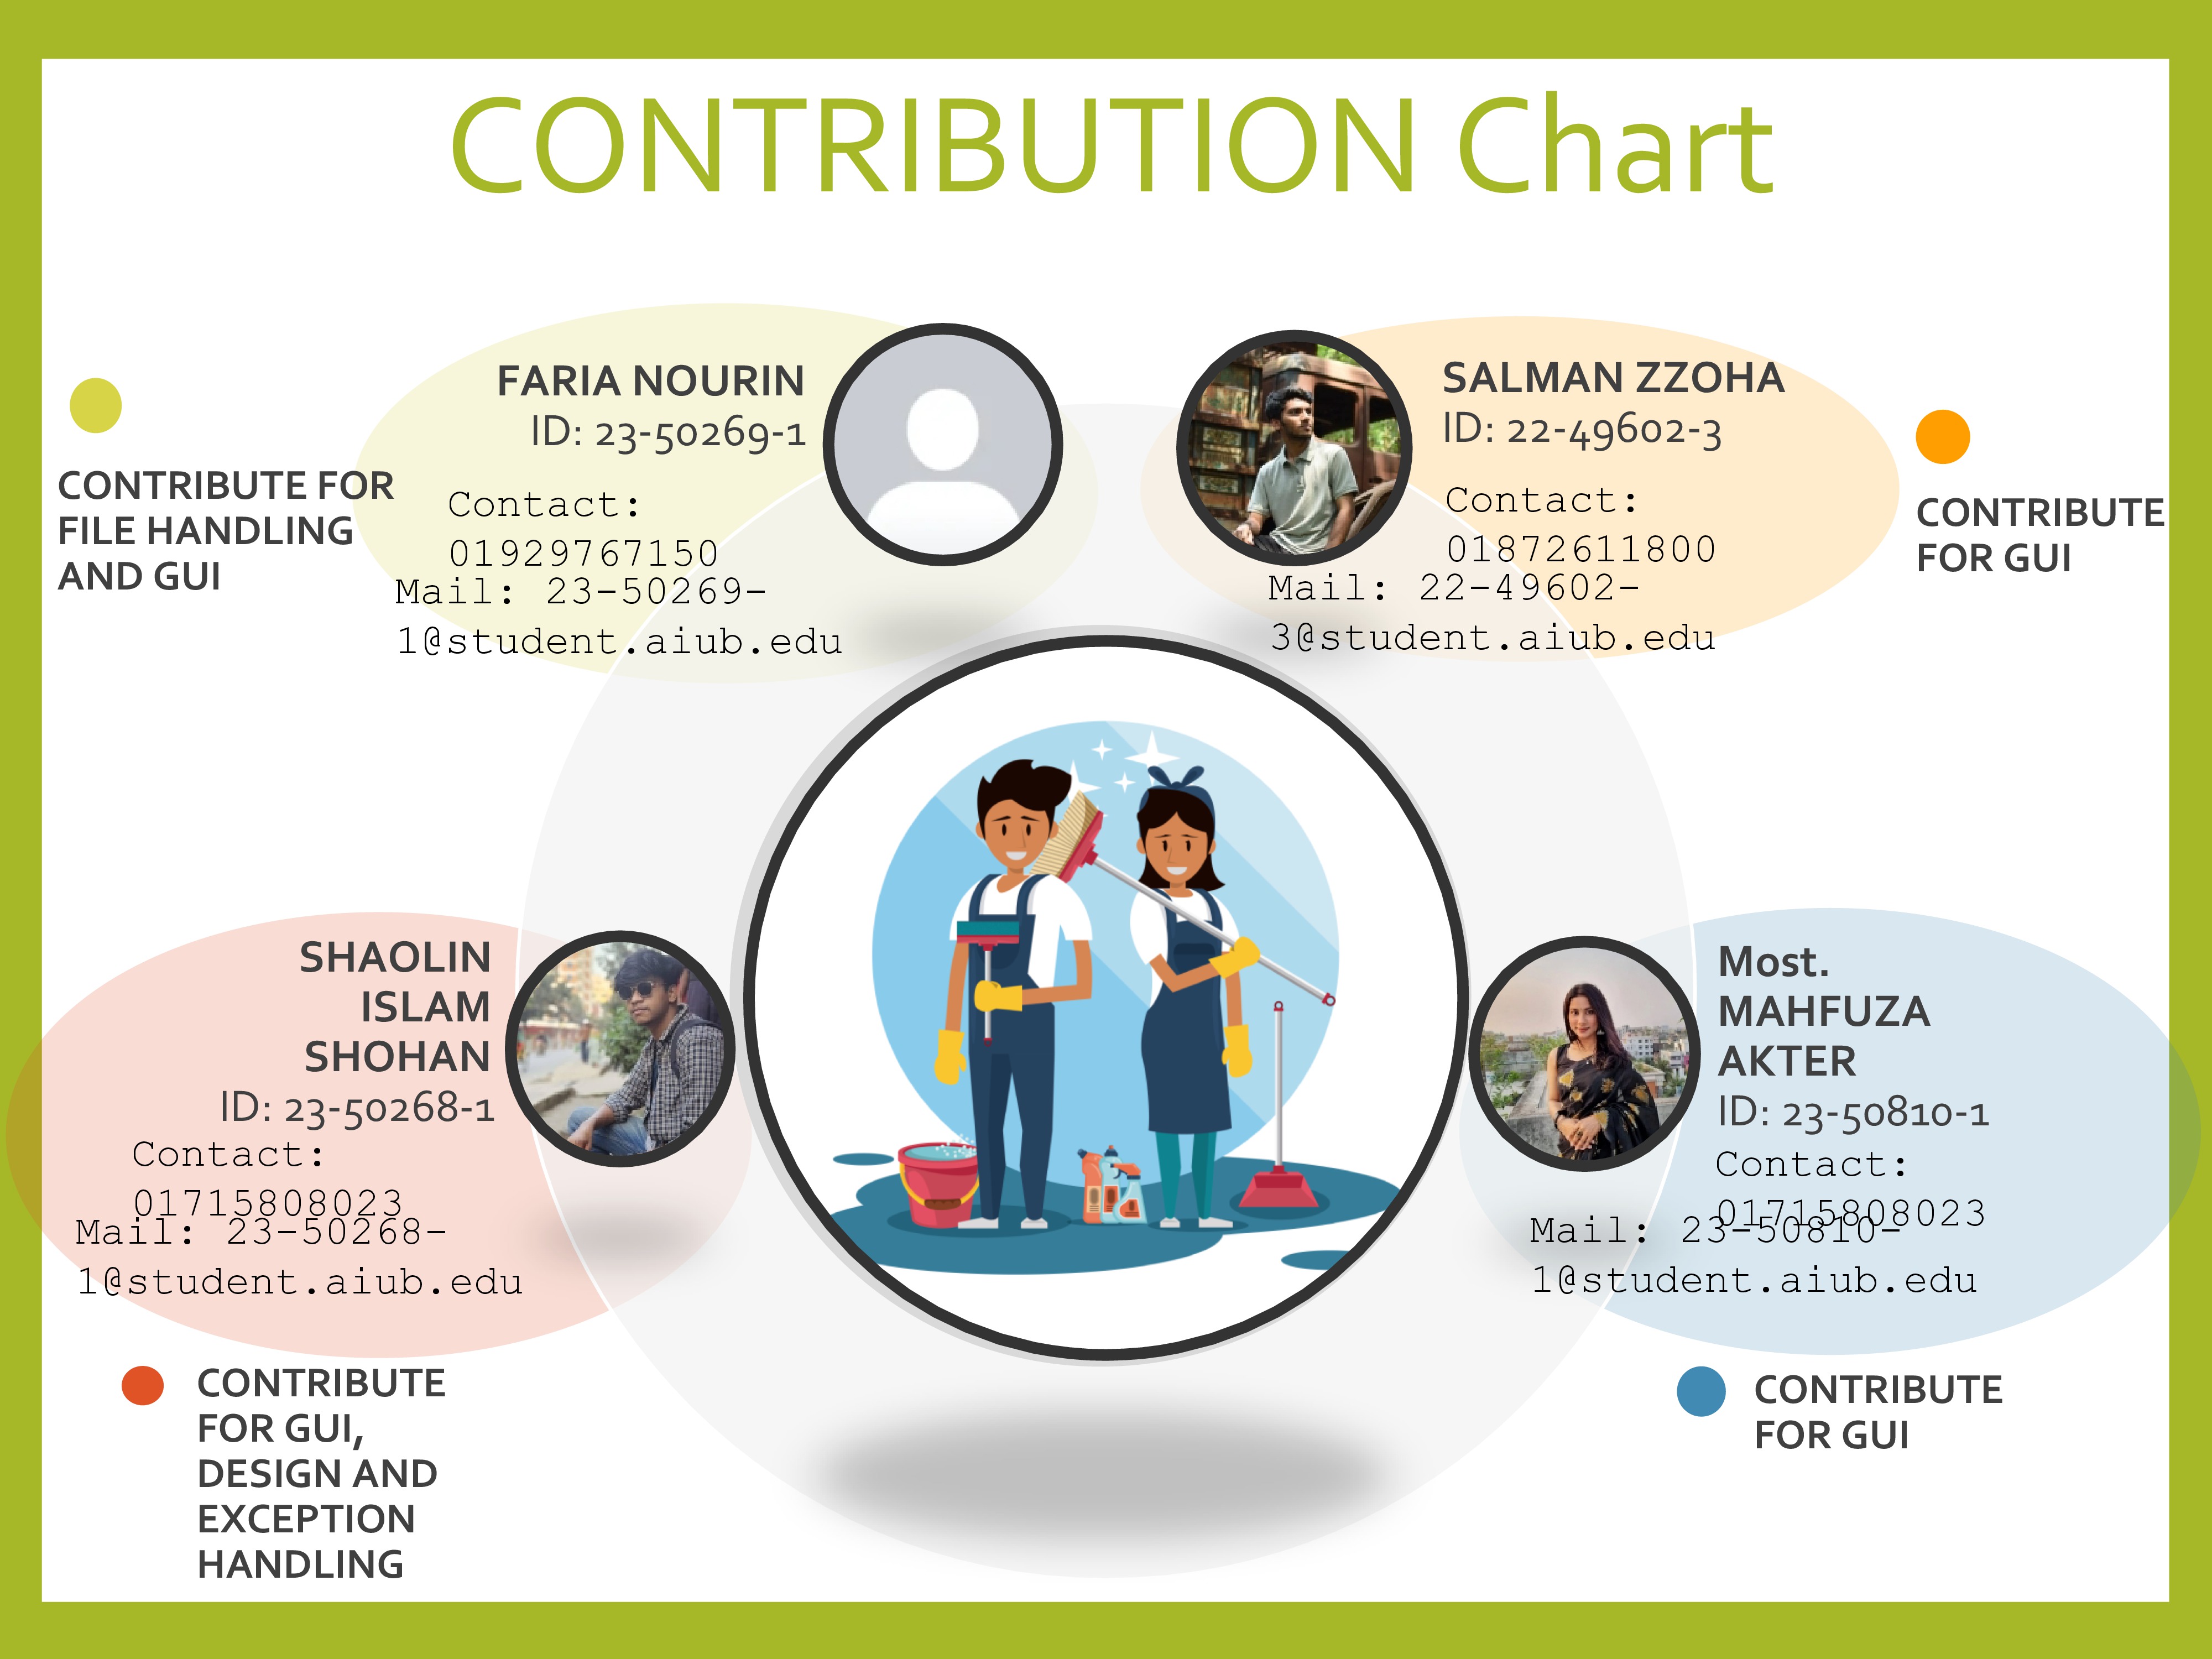 CONTRIBUTION Chart
FARIA NOURIN
ID: 23-50269-1
Contact:
01929767150
Mail: 23-50269-
1@student.aiub.edu
CONTRIBUTE FOR
FILE HANDLING
AND GUI
SALMAN ZZOHA
ID: 22-49602-3
Contact:
01872611800
Mail: 22-49602-
3@student.aiub.edu
CONTRIBUTE
FOR GUI
SHAOLIN
ISLAM
SHOHAN
ID: 23-50268-1
Contact:
01715808023
Mail: 23-50268-
1@student.aiub.edu
CONTRIBUTE
FOR GUI,
DESIGN AND
EXCEPTION
HANDLING
Most.
MAHFUZA
AKTER
ID: 23-50810-1
Contact:
01715808023
Mail: 23-50810-
1@student.aiub.edu
CONTRIBUTE
FOR GUI